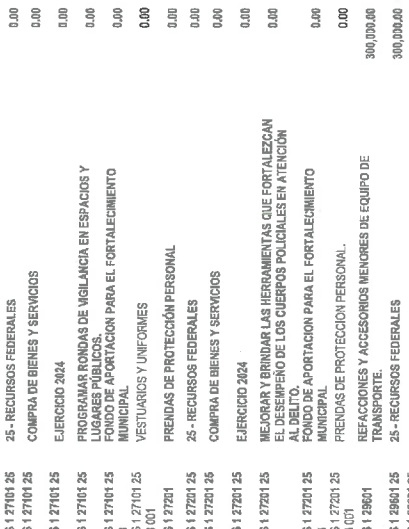 $ 1 27101 25 25 - RECURSOS FEDERALES 0.00
$ 1 27101 25 COMPRA DE BIENES Y SERVICIOS 0.00
$ 1 27101 25 EJERCICIO 2024 0.00
$ 1 27101 25 PROGRAMAR RONDAS DE VIGILANCIA EN ESPACIOS Y 0.00
LUGARES PÚBLICOS.
$ 1 27101 25 FONDO DE APORTACION PARA EL FORTALECIMIENTO 0.00
MUNICIPAL
$ 1 27101 25 VESTUARIOS Y UNIFORMES 0.00
001
$ 1 27201 PRENDAS DE PROTECCIÓN PERSONAL 0.00
$ 1 27201 25 25 - RECURSOS FEDERALES 0.00
$ 1 27201 25 COMPRA DE BIENES Y SERVICIOS 0.00
$ 1 27201 25 EJERCICIO 2024 0.00
$ 1 27201 25 MEJORAR Y BRINDAR LAS HERRAMIENTAS QUE FORTALEZCAN 0.00
EL DESEMPEÑO DE LOS CUERPOS POLICIALES EN ATENCIÓN
AL DELITO.
$ 1 27201 25 FONDO DE APORTACION PARA EL FORTALECIMIENTO 0.00
MUNICIPAL
$ 1 27201 25 PRENDAS DE PROTECCION PERSONAL. 0.00
001
$ 1 29601 REFACCIONES Y ACCESORIOS MENORES DE EQUIPO DE 300,000.00
TRANSPORTE.
$ 1 29601 25 25 - RECURSOS FEDERALES 300,000.00